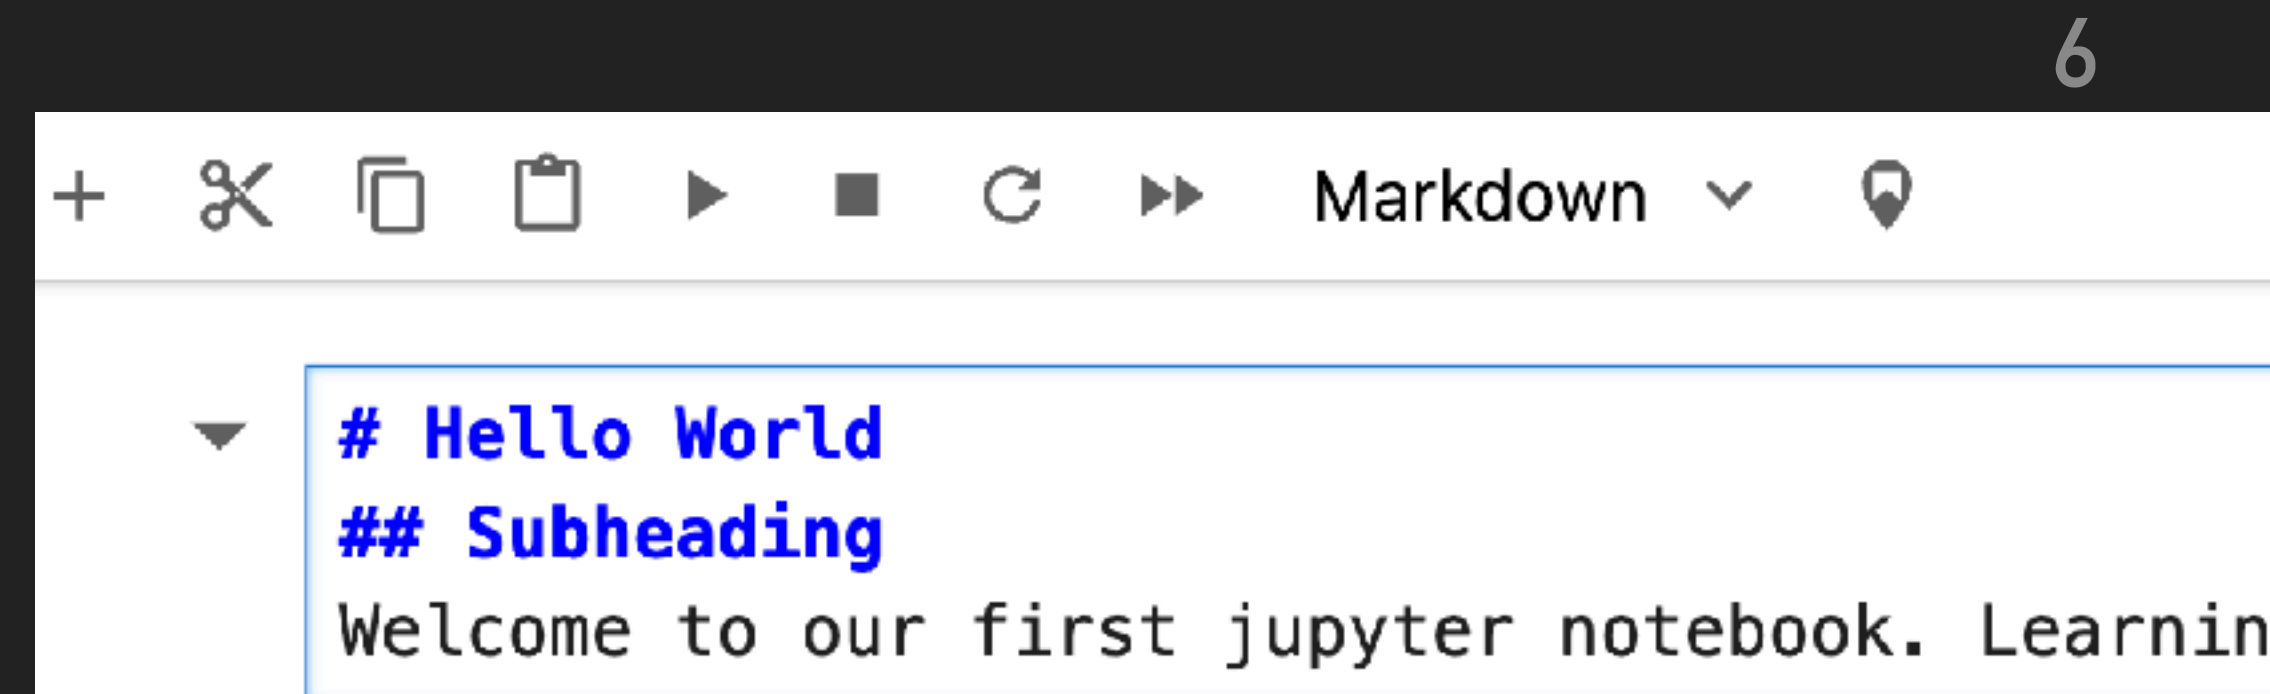 6
Markdown
# Hello World
## Subheading
Welcome to our first jupyter notebook. Learnin